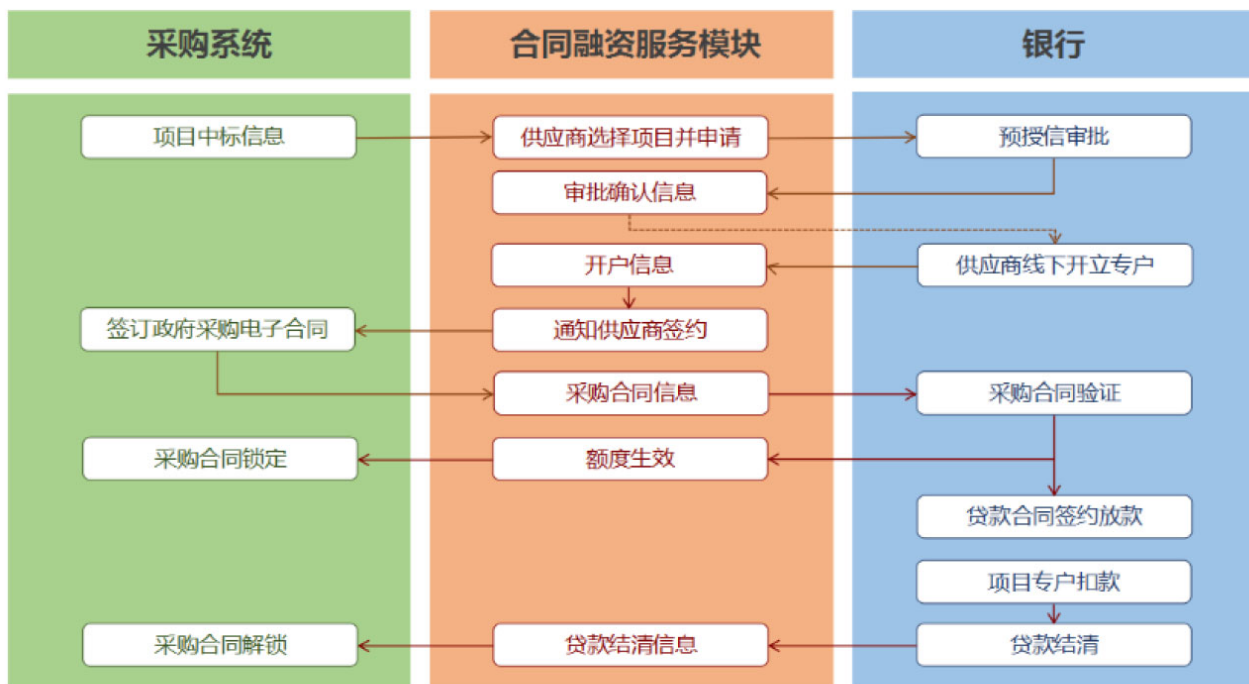 采购系统
合同融资服务模块
银行
项目中标信息
供应商选择项目并申请
预授信审批
审批确认信息
开户信息
供应商线下开立专户
签订政府采购电子合同
通知供应商签约
采购合同信息
采购合同验证
采购合同锁定
额度生效
贷款合同签约放款
项目专户扣款
采购合同解锁
贷款结清信息
贷款结清